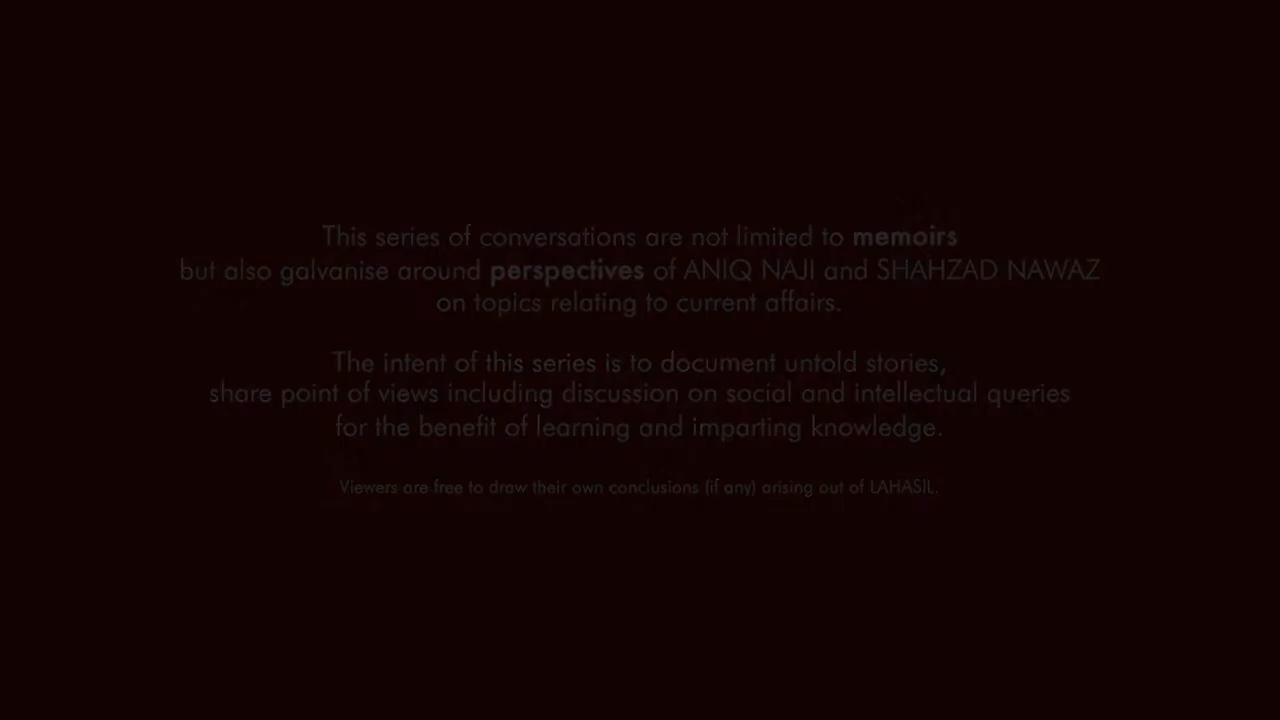 This series of conversations are not limited to memoirs
but also galvanise around perspectives of ANIQ NAJI and SHAHZAD NAWAZ
on topics relating to current affairs.
The intent of this series is to document untold stories,
share point of views including discussion on social and intellectual queries
for the benefit of learning and imparting knowledge.
Viewers are free to draw their own conclusions (if any) arising out of LAHASIL.